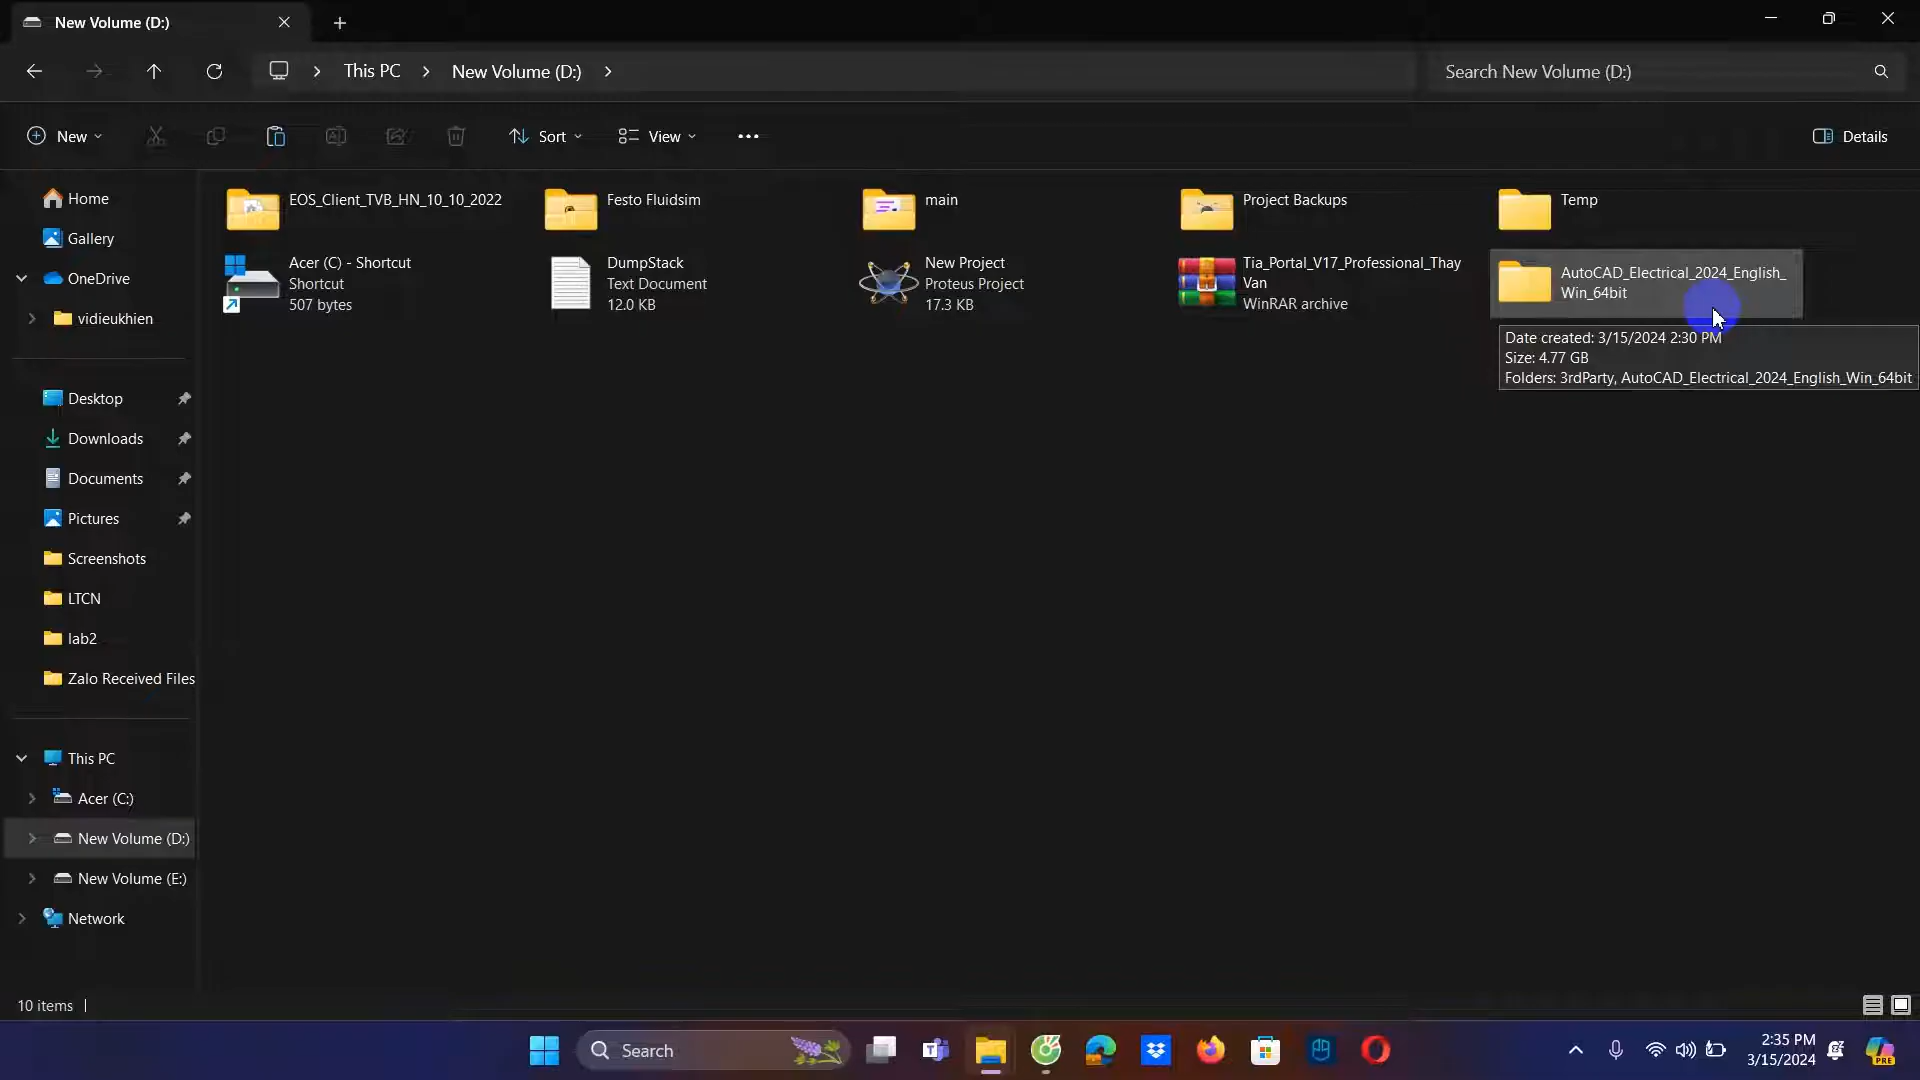 New Volume (D:)
This PC
New Volume (D:)
Search New Volume (D:)
New
Sort
View
Details
Home
Gallery
OneDrive
vidieukhien
Desktop
Downloads
Documents
Pictures
Screenshots
LTCN
lab2
Zalo Received Files
This PC
Acer (C:)
New Volume (D:)
New Volume (E:)
Network
EOS_Client_TVB_HN_10_10_2022
Festo Fluidsim
main
Project Backups
Temp
Acer (C) - Shortcut
Shortcut
507 bytes
DumpStack
Text Document
12.0 KB
New Project
Proteus Project
17.3 KB
Tia_Portal_V17_Professional_Thay
Van
WinRAR archive
AutoCAD_Electrical_2024_English_
Win_64bit
Date created: 3/15/2024 2:30 PM
Size: 4.77 GB
Folders: 3rdParty, AutoCAD_Electrical_2024_English_Win_64bit
10 items
Search
2:35 PM
3/15/2024
PRE